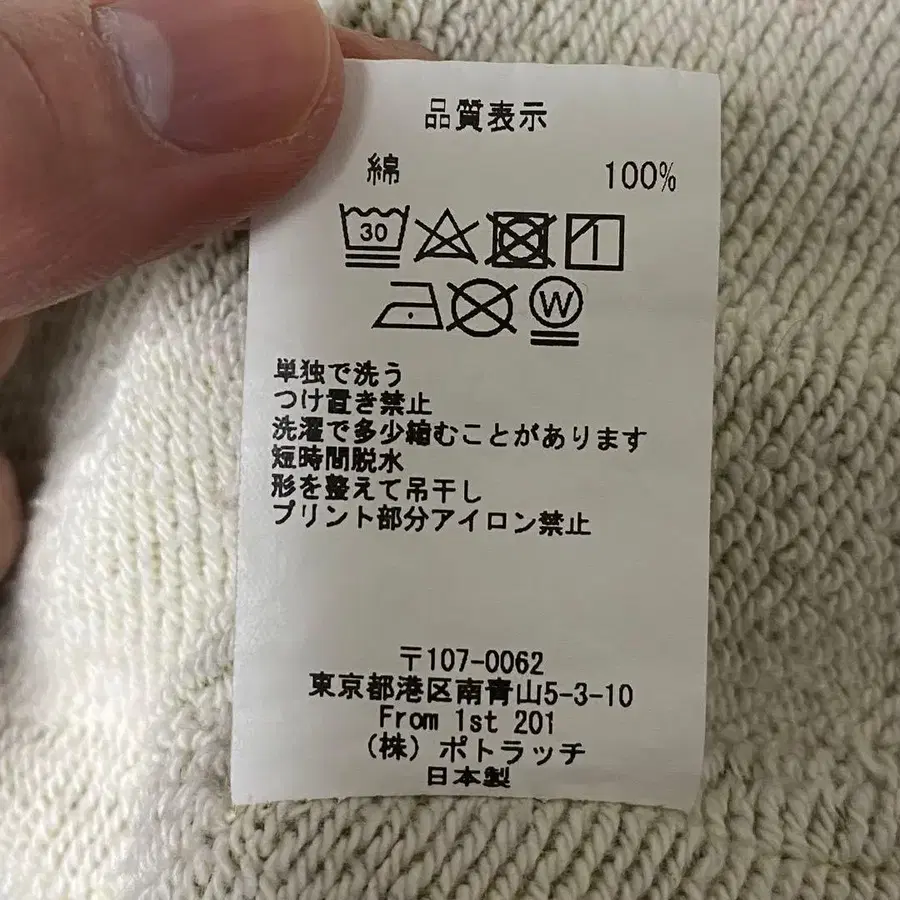 品質表示
綿 100%
30
W
単独で洗う
つけ置き禁止
洗濯で多少縮むことがあります
短時間脱水
形を整えて吊干し
プリント部分アイロン禁止
〒107-0062
東京都港区南青山5-3-10
From 1st 201
(株) ポトラッチ
日本製